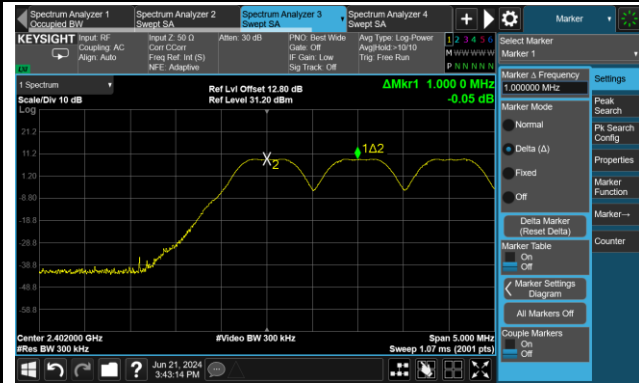 Spectrum Analyzer 1
Occupied BW
Spectrum Analyzer 2
Swept SA
Spectrum Analyzer 3
Swept SA
Spectrum Analyzer 4
Swept SA
+
Marker
KEYSIGHT
Input: RF
Coupling: AC
Align: Auto
Input Z: 50 Ω
Corr CCorr
Freq Ref: Int (S)
NFE: Adaptive
Atten: 30 dB
PNO: Best Wide
Gate: Off
IF Gain: Low
Sig Track: Off
Avg Type: Log-Power
Avg|Hold:>10/10
Trig: Free Run
1 2 3 4 5 6
M W W W W W
P N N N N N
Select Marker
Marker 1
1 Spectrum
Scale/Div 10 dB
Log
Ref Lvl Offset 12.80 dB
Ref Level 31.20 dBm
ΔMkr1 1.000 0 MHz
-0.05 dB
21.2
11.2
1.20
-8.80
-18.8
-28.8
-38.8
-48.8
-58.8
2
1Δ2
Center 2.402000 GHz
#Res BW 300 kHz
#Video BW 300 kHz
Span 5.000 MHz
Sweep 1.07 ms (2001 pts)
Marker Δ Frequency
1.000000 MHz
Marker Mode
Normal
Delta (Δ)
Fixed
Off
Delta Marker
(Reset Delta)
Marker Table
On
Off
Marker Settings
Diagram
All Markers Off
Couple Markers
On
Off
Settings
Peak
Search
Pk Search
Config
Properties
Marker
Function
Marker→
Counter
?
Jun 21, 2024
3:43:14 PM